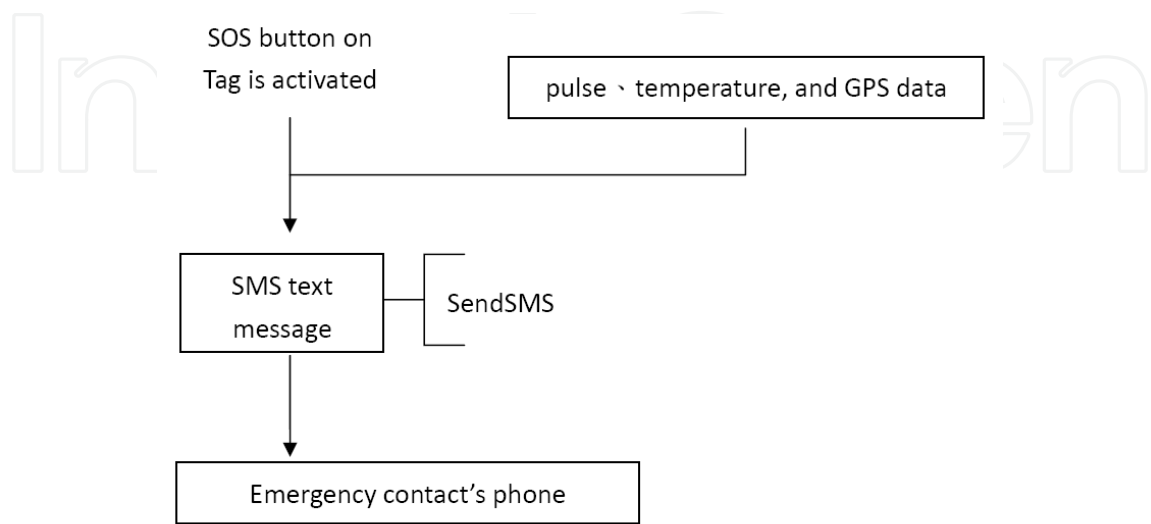 SOS button on
Tag is activated
pulse、temperature, and GPS data
SMS text
message
SendSMS
Emergency contact’s phone